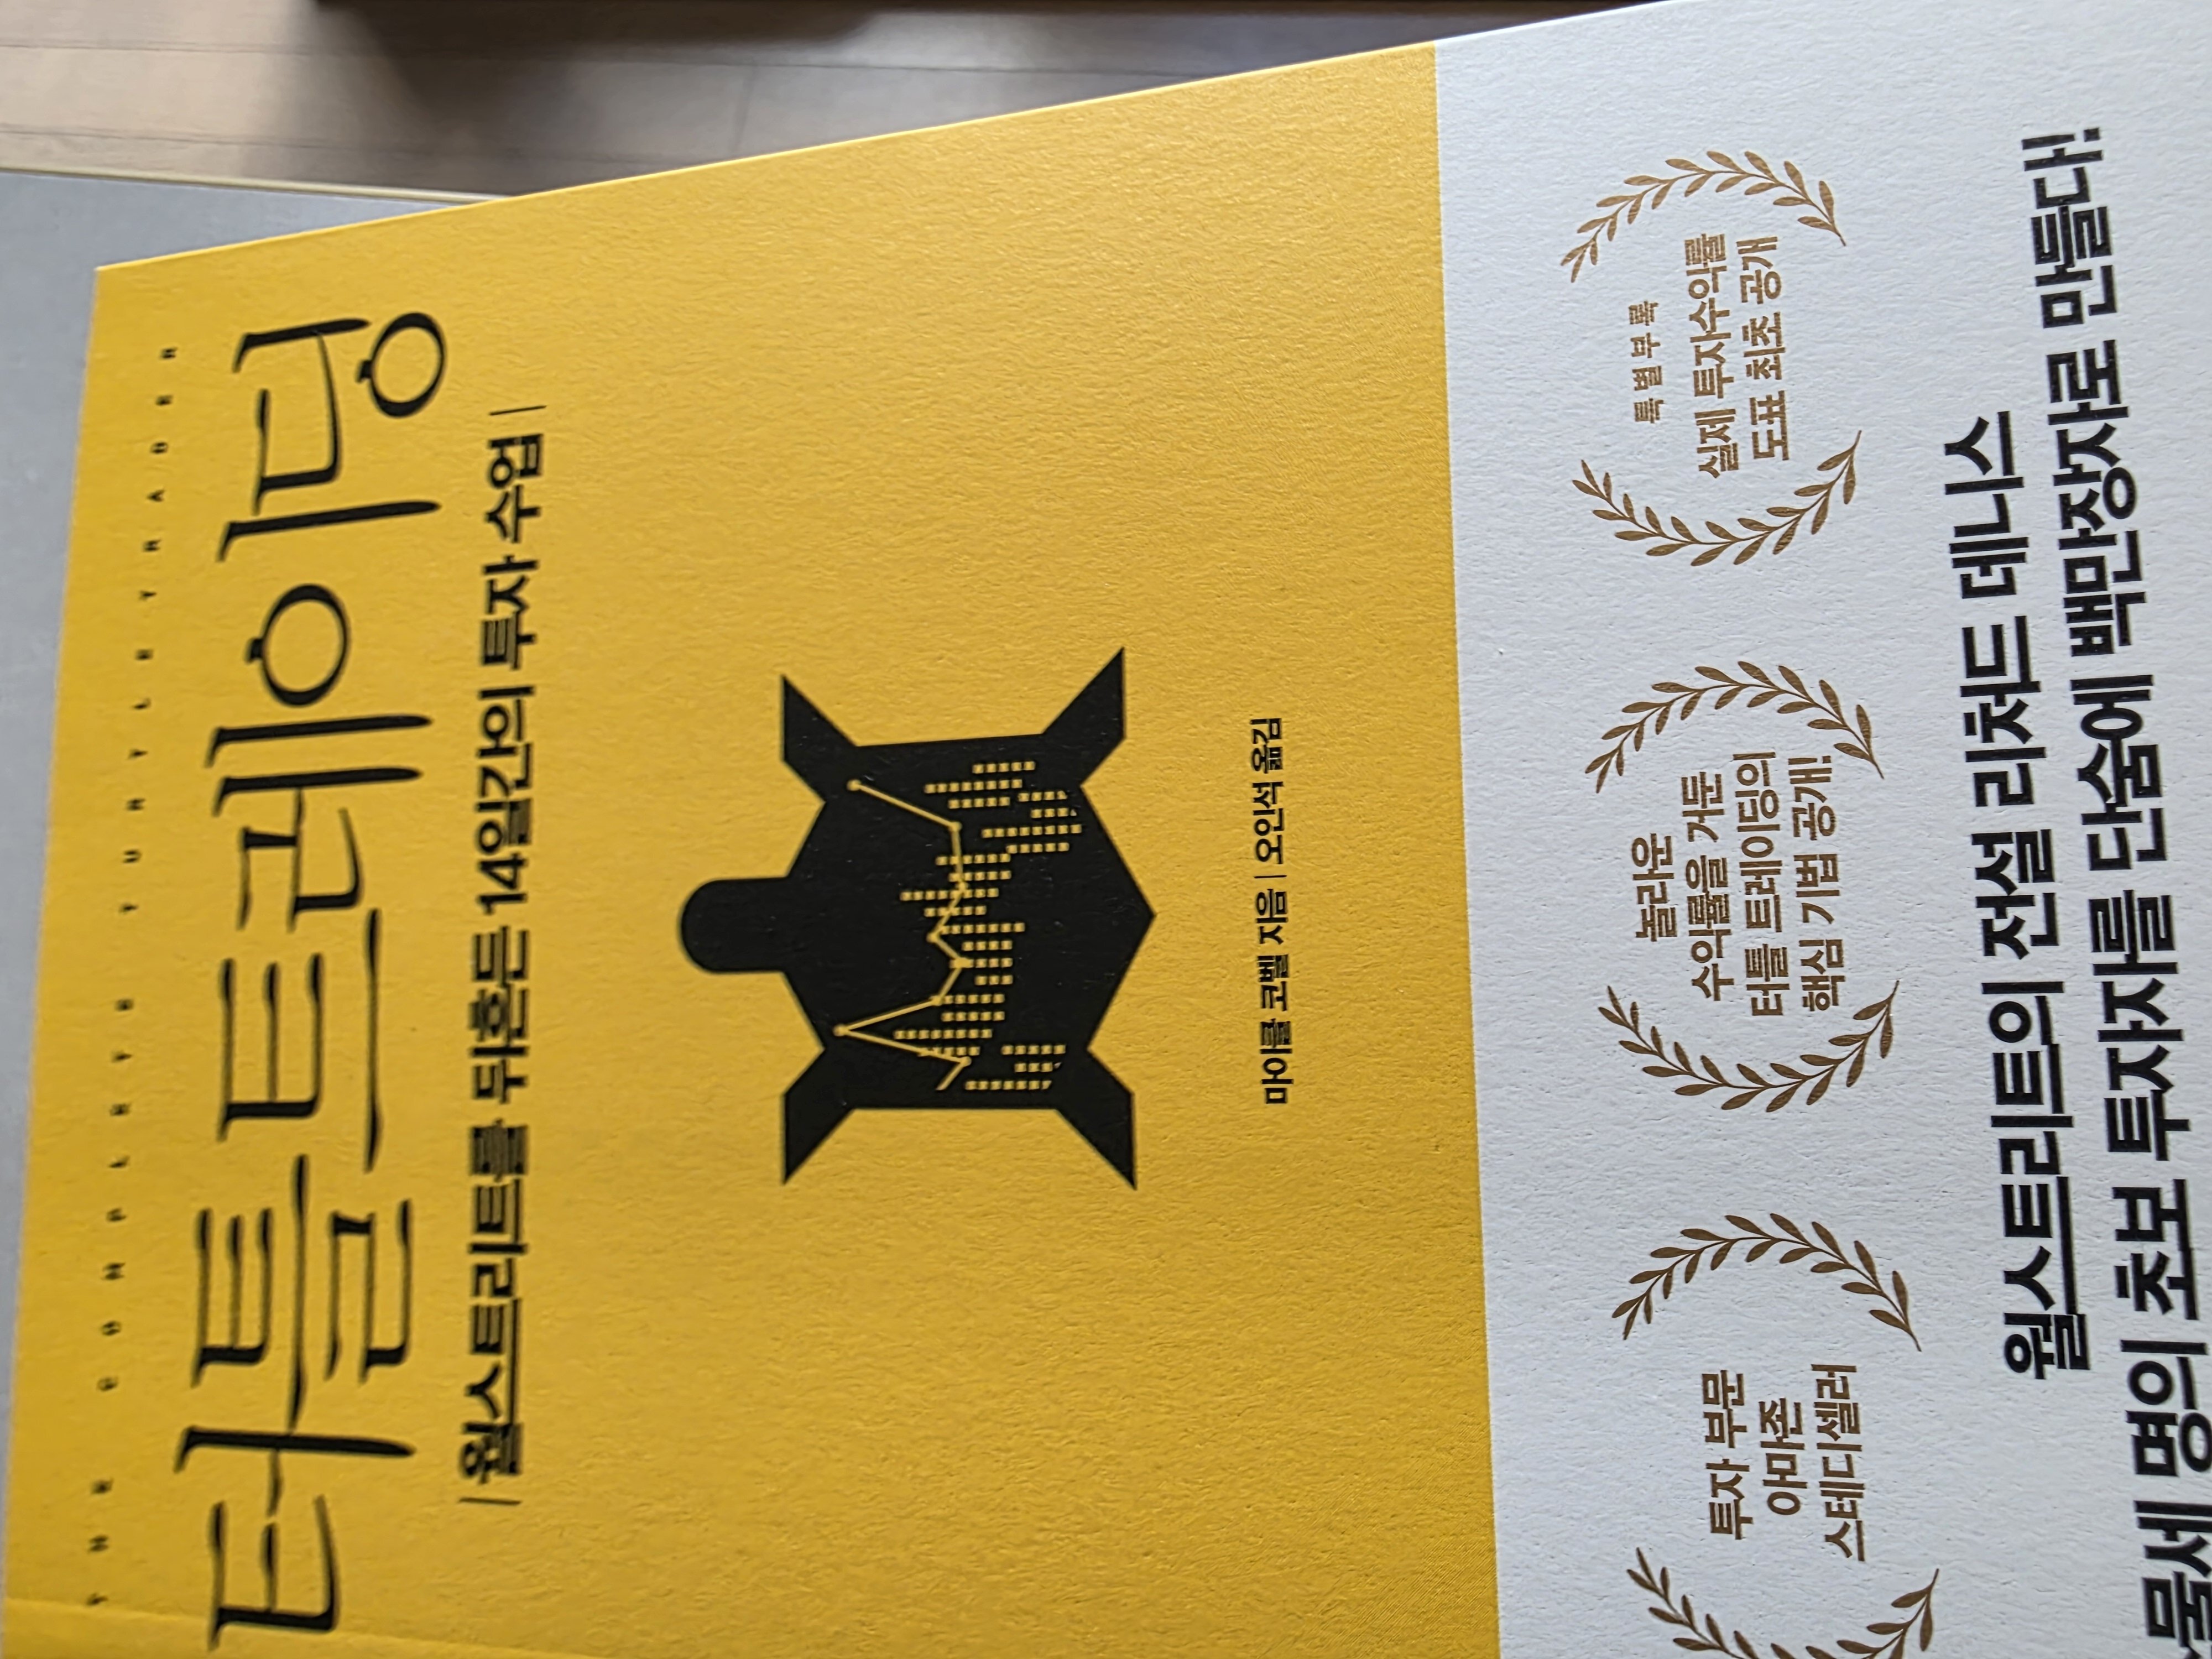 THE COMPLETE TURTLETRADER
터틀트레이딩
| 월스트리트를 뒤흔든 14일간의 투자 수업 |
마이클 코벨 지음 | 오인석 옮김
투자 부문
아마존
스테디셀러
놀라운
수익률을 거둔
터틀 트레이딩의
핵심 기법 공개!
특별부록
실제 투자수익률
도표 최초 공개
월스트리트의 전설 리처드 데니스
물세 명의 초보 투자자를 단숨에 백만장자로 만들다!